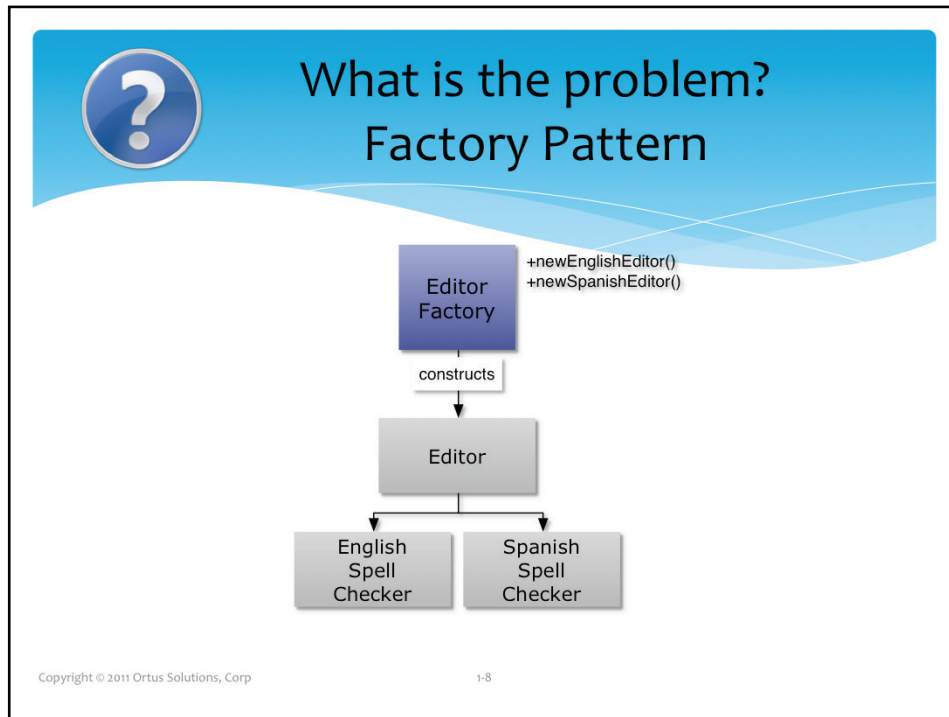 ?
What is the problem?
Factory Pattern
Editor
Factory
+newEnglishEditor()
+newSpanishEditor()
constructs
Editor
English
Spell
Checker
Spanish
Spell
Checker
Copyright © 2011 Ortus Solutions, Corp
1-8